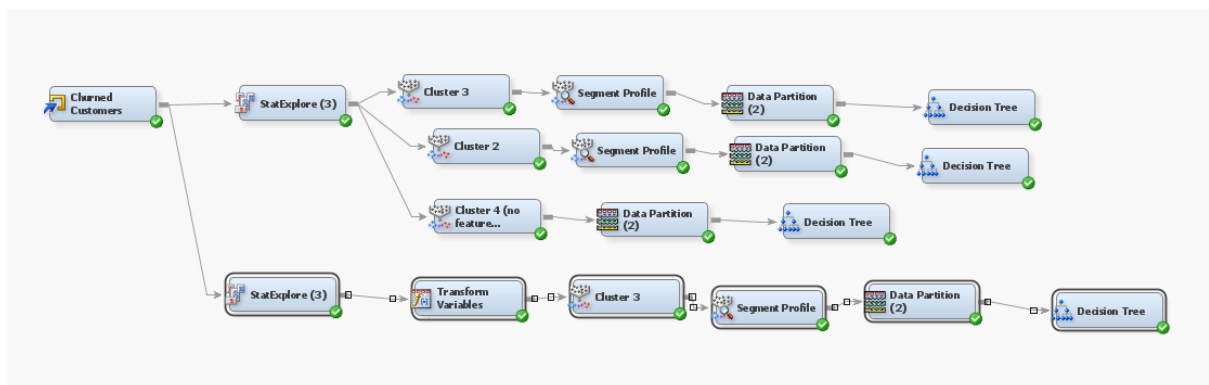 Churned
Customers
StatExplore (3)
Cluster 3
Segment Profile
Data Partition
(2)
Decision Tree
Cluster 2
Segment Profile
Data Partition
(2)
Decision Tree
Cluster 4 (no
feature...
Data Partition
(2)
Decision Tree
StatExplore (3)
Transform
Variables
Cluster 3
Segment Profile
Data Partition
(2)
Decision Tree